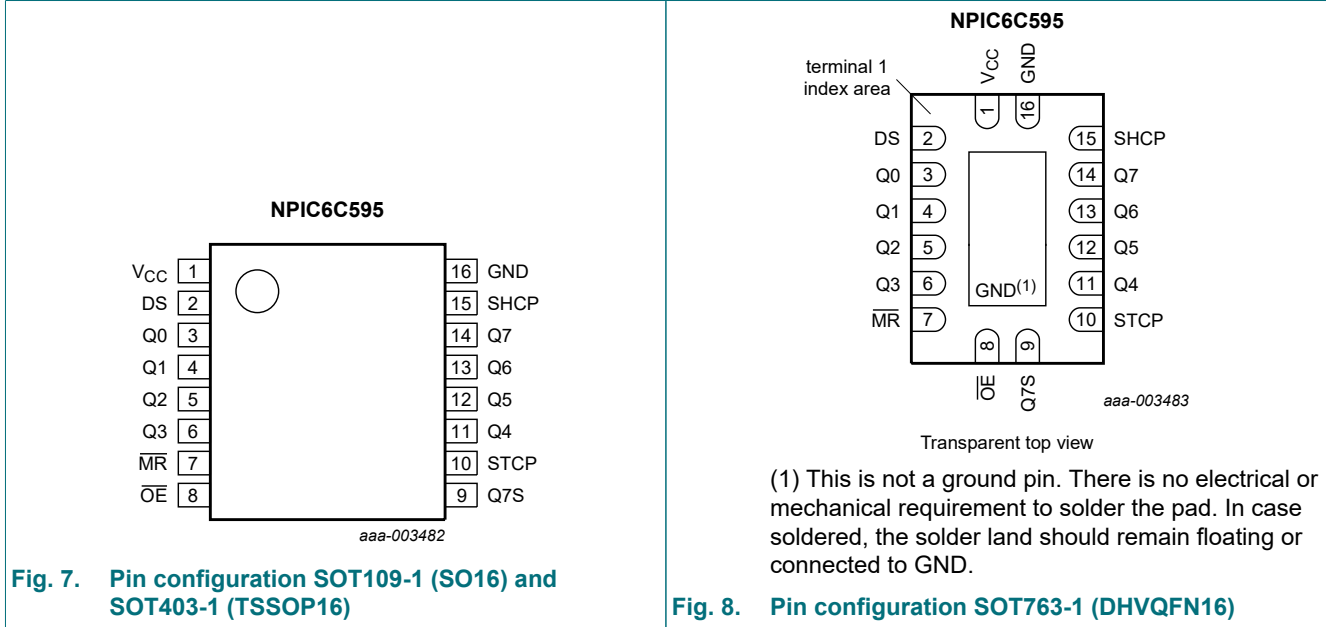 NPIC6C595
VCC 1
DS 2
Q0 3
Q1 4
Q2 5
Q3 6
MR 7
OE 8
16 GND
15 SHCP
14 Q7
13 Q6
12 Q5
11 Q4
10 STCP
9 Q7S
aaa-003482
Fig. 7. Pin configuration SOT109-1 (SO16) and
SOT403-1 (TSSOP16)
NPIC6C595
terminal 1
index area
VCC GND
1 16
DS 2
Q0 3
Q1 4
Q2 5
Q3 6
MR 7
15 SHCP
14 Q7
13 Q6
12 Q5
11 Q4
10 STCP
GND(1)
8 9
OE Q7S
aaa-003483
Transparent top view
(1) This is not a ground pin. There is no electrical or
mechanical requirement to solder the pad. In case
soldered, the solder land should remain floating or
connected to GND.
Fig. 8. Pin configuration SOT763-1 (DHVQFN16)